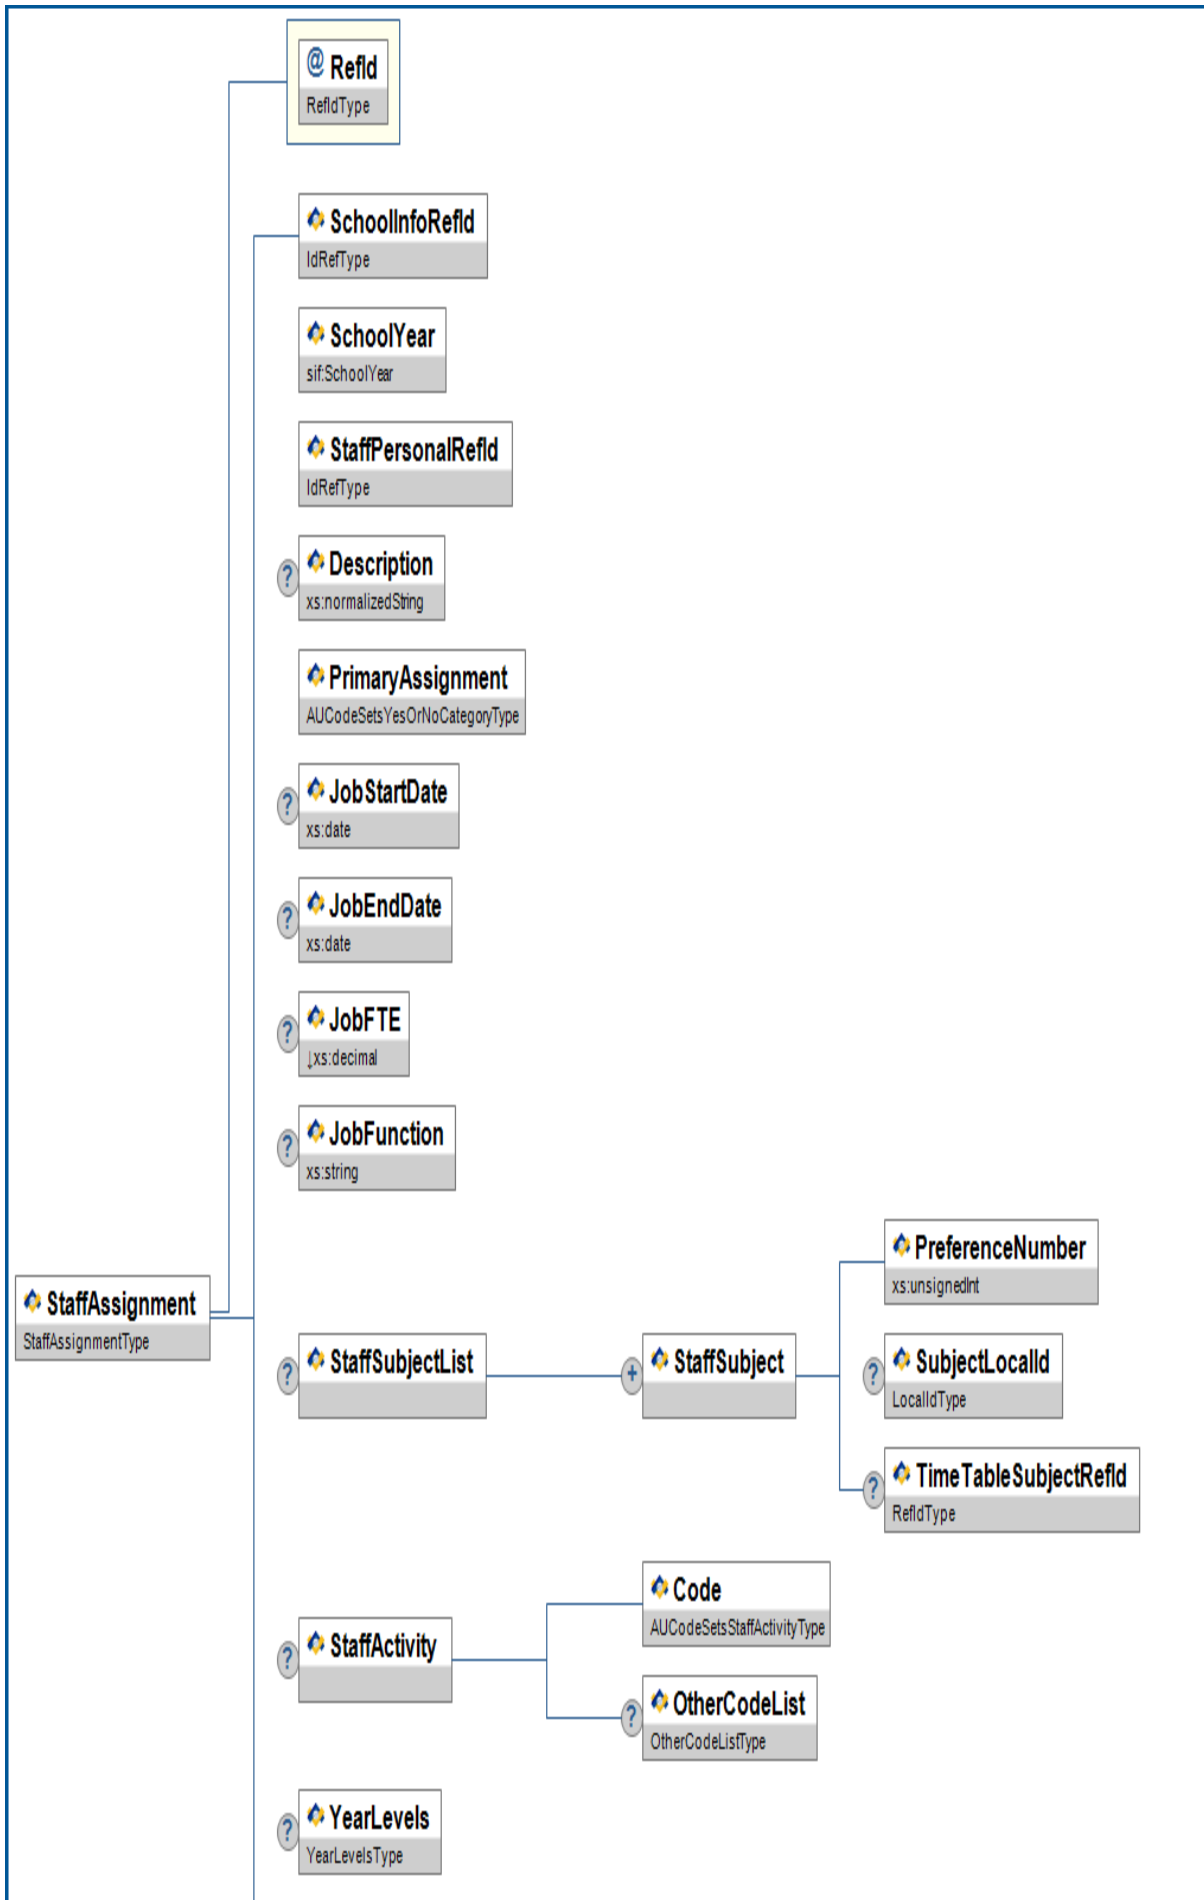 @ RefId
RefIdType
SchoolInfoRefId
IdRefType
SchoolYear
sif:SchoolYear
StaffPersonalRefId
IdRefType
? Description
xs:normalizedString
PrimaryAssignment
AUCodeSetsYesOrNoCategoryType
? JobStartDate
xs:date
? JobEndDate
xs:date
? JobFTE
↓xs:decimal
? JobFunction
xs:string
StaffAssignment
StaffAssignmentType
? StaffSubjectList
+ StaffSubject
PreferenceNumber
xs:unsignedInt
? SubjectLocalId
LocalIdType
? TimeTableSubjectRefId
RefIdType
? StaffActivity
Code
AUCodeSetsStaffActivityType
? OtherCodeList
OtherCodeListType
? YearLevels
YearLevelsType